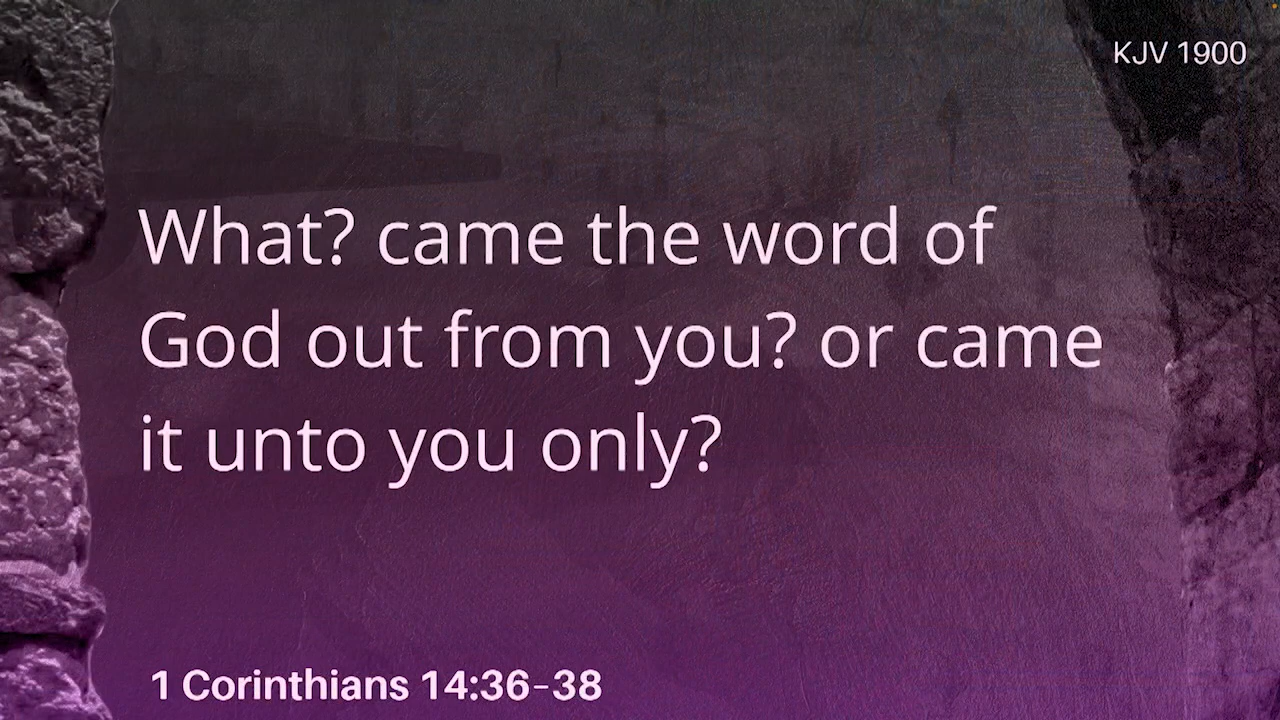 KJV 1900
What? came the word of
God out from you? or came
it unto you only?
1 Corinthians 14:36–38